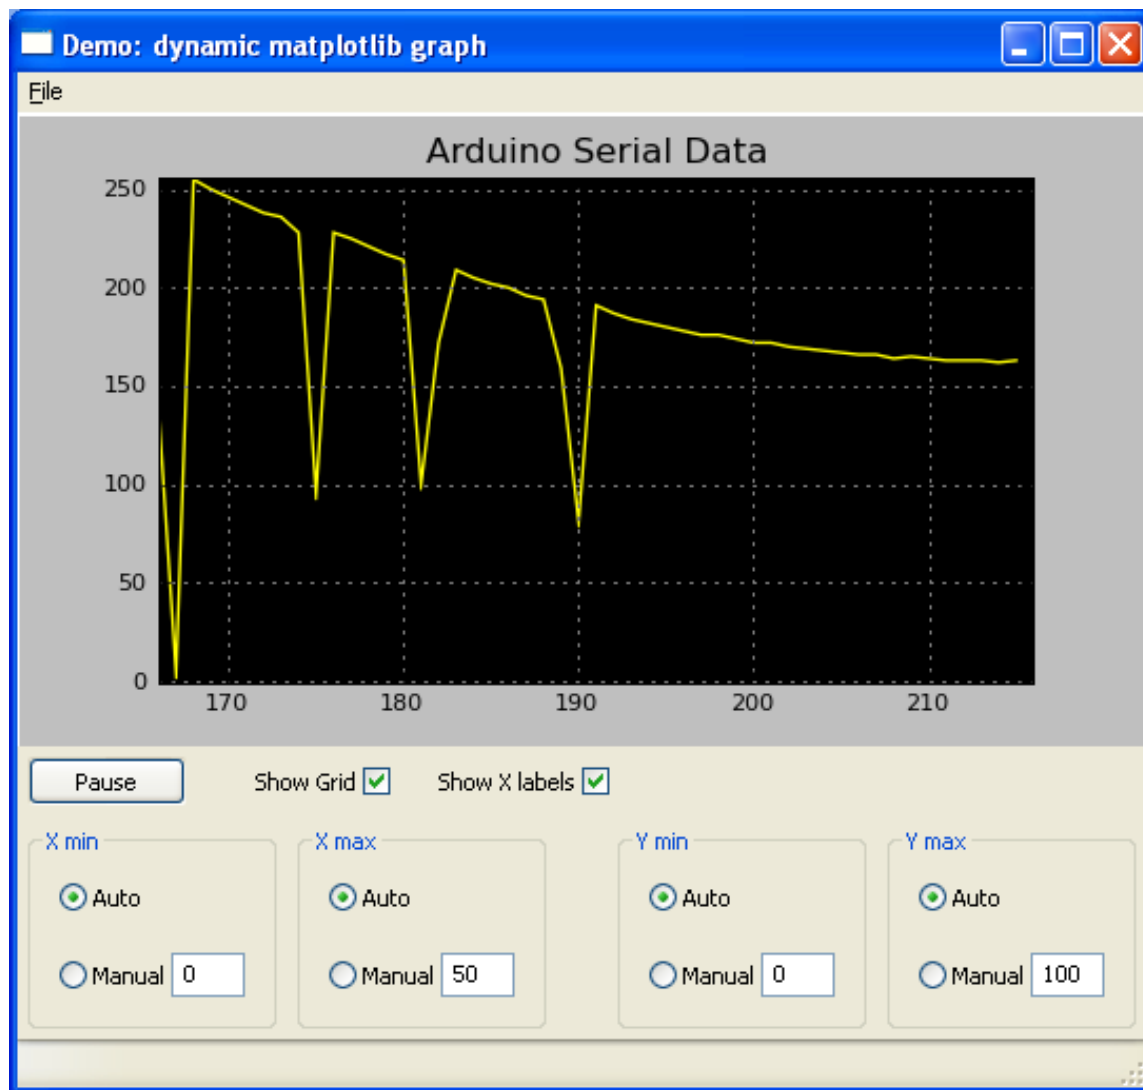 Demo: dynamic matplotlib graph
File
Arduino Serial Data
250
200
150
100
50
0
170 180 190 200 210
Pause Show Grid Show X labels
X min X max Y min Y max
Auto Auto Auto Auto
Manual 0 Manual 50 Manual 0 Manual 100